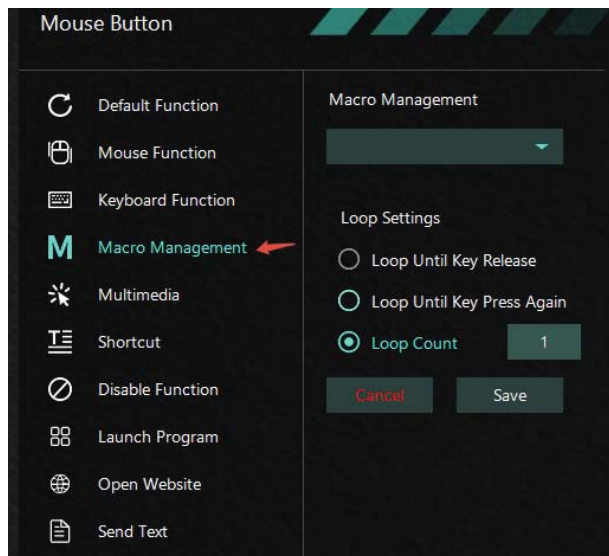 Mouse Button
Default Function
Mouse Function
Keyboard Function
M Macro Management
Multimedia
Shortcut
Disable Function
Launch Program
Open Website
Send Text
Macro Management
Loop Settings
Loop Until Key Release
Loop Until Key Press Again
Loop Count 1
Cancel Save